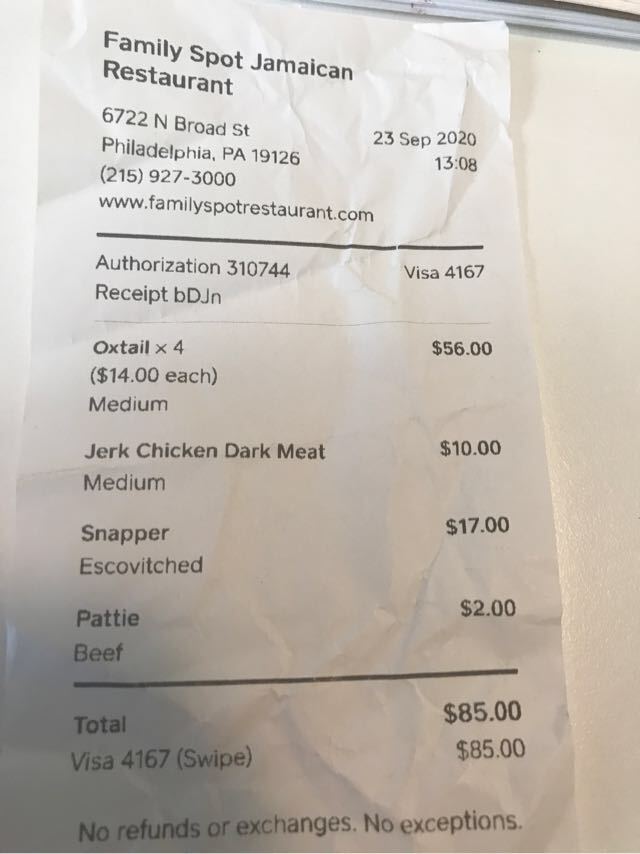 Family Spot Jamaican
Restaurant
6722 N Broad St
Philadelphia, PA 19126
(215) 927-3000
www.familyspotrestaurant.com
23 Sep 2020
13:08
Authorization 310744 Visa 4167
Receipt bDJn
Oxtail × 4 $56.00
($14.00 each)
Medium
Jerk Chicken Dark Meat $10.00
Medium
Snapper $17.00
Escovitched
Pattie $2.00
Beef
Total $85.00
Visa 4167 (Swipe) $85.00
No refunds or exchanges. No exceptions.